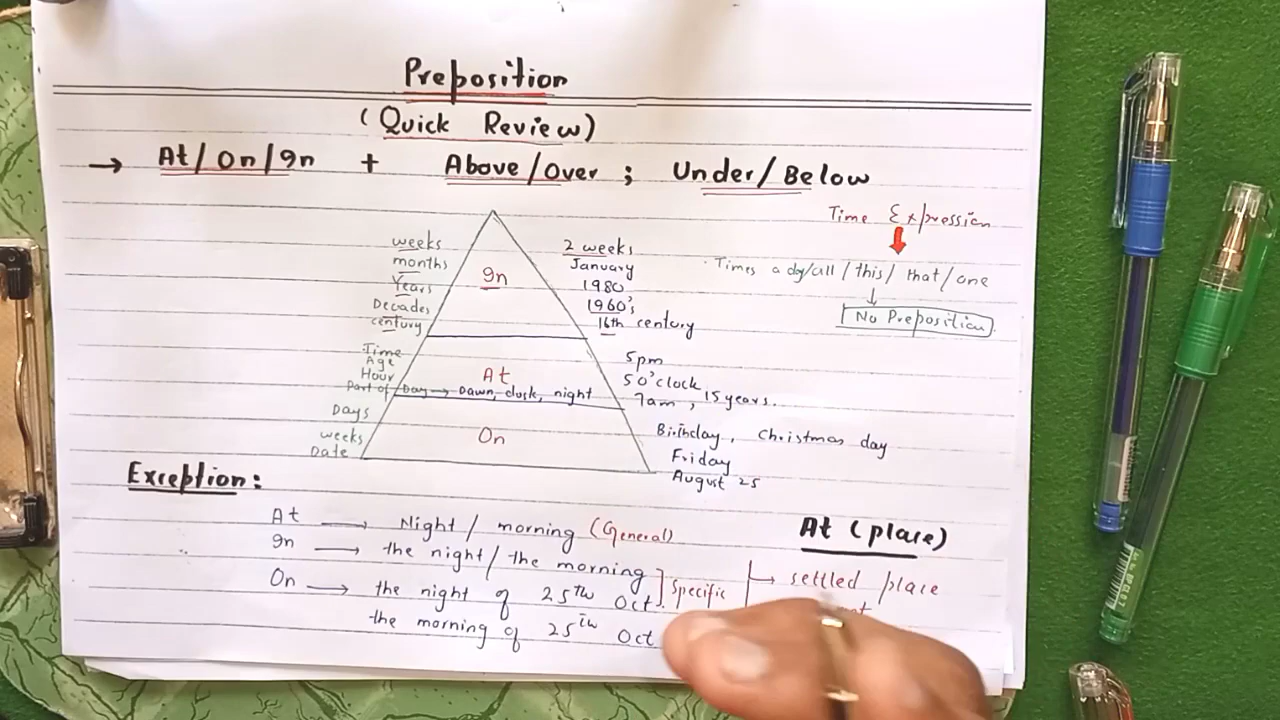 Preposition
(Quick Review)
→ At/On/In + Above/Over ; Under/Below
Time Expression
Times a day/all/this/that/one
No Preposition
weeks
months
Years
Decades
century
In
2 weeks
January
1980
1960's
16th century
Time
Age
Hour
Part of Day → Dawn, dusk, night
At
5pm
5 o'clock
7am, 15 years.
Days
weeks
Date
On
Birthday, Christmas day
Friday
August 25
Exception:
At → Night/morning (General)
In → the night/the morning
On → the night of 25th Oct.
the morning of 25th Oct
Specific
At (place)
→ settled place